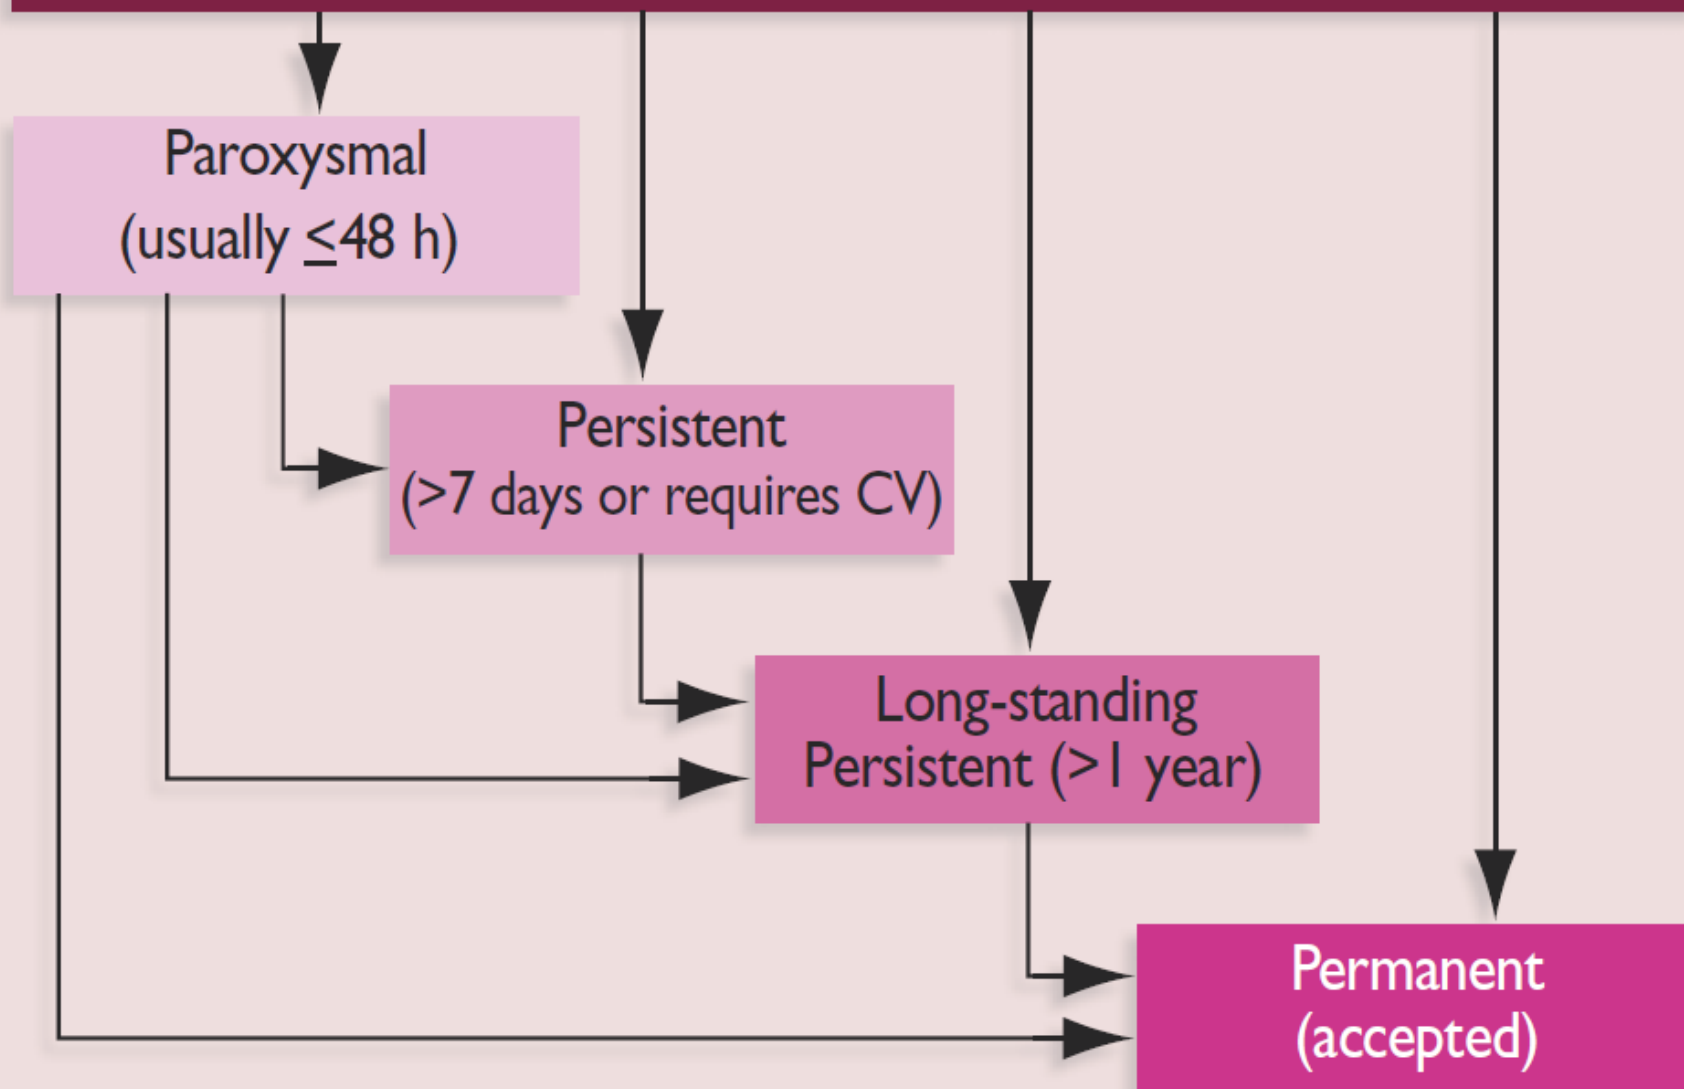 Paroxysmal
(usually ≤48 h)
Persistent
(>7 days or requires CV)
Long-standing
Persistent (>1 year)
Permanent
(accepted)